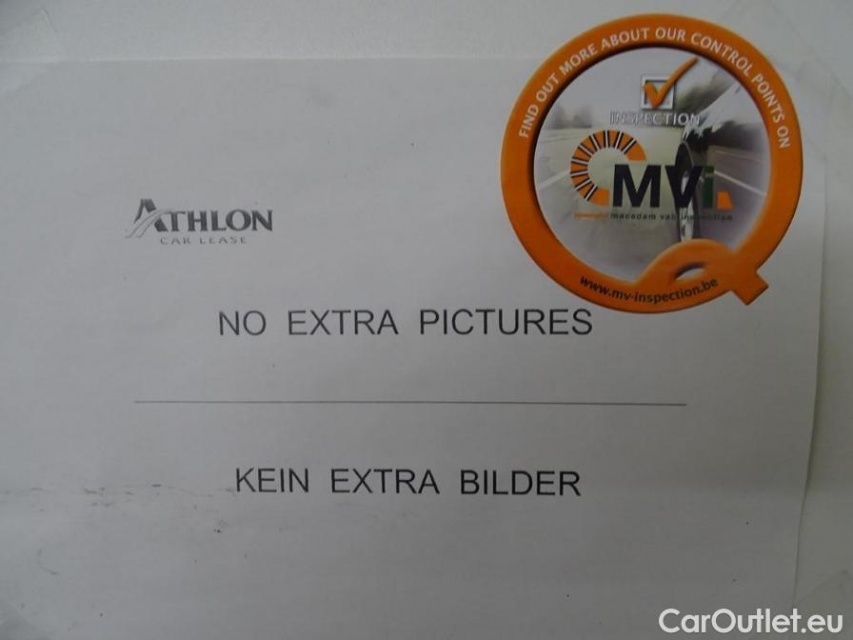 FIND OUT MORE ABOUT OUR CONTROL POINTS ON
INSPECTION
MVi
macadam
www.mv-inspection.be
ATHLON
CAR LEASE
NO EXTRA PICTURES
KEIN EXTRA BILDER
CarOutlet.eu